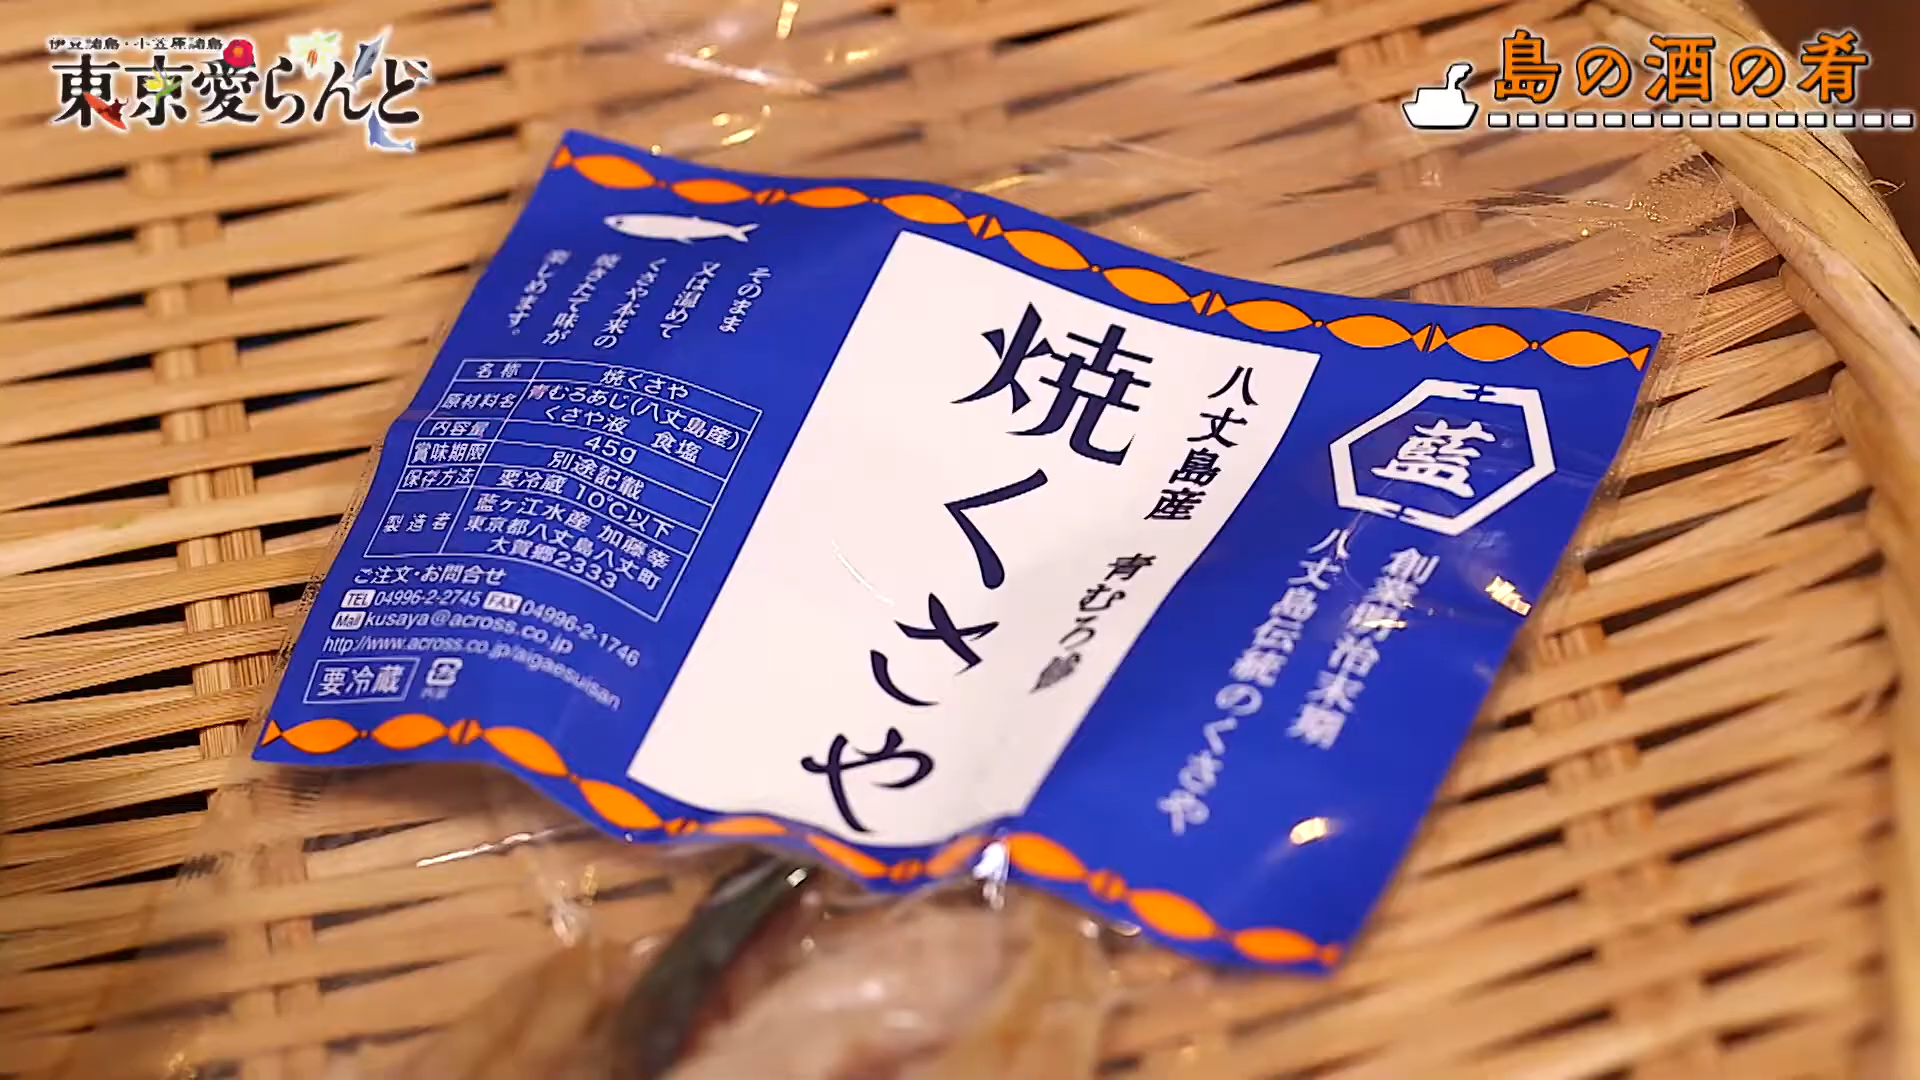 伊豆諸島・小笠原諸島
東京愛らんど
島の酒の肴
藍
創業明治末期
八丈島伝統のくさや
八丈島産 青むろ鯵
焼くさや
そのまま
又は温めて
くさや本来の
焼きたて味が
楽しめます。
名称 焼くさや
原材料名 青むろあじ(八丈島産)
くさや液 食塩
内容量 45g
賞味期限 別途記載
保存方法 要冷蔵 10℃以下
製造者 藍ヶ江水産 加藤幸
東京都八丈島八丈町
大賀郷2333
ご注文・お問合せ
TEL 04996-2-2745 FAX 04996-2-1746
Mail kusaya@across.co.jp
http://www.across.co.jp/aigaesuisan
要冷蔵